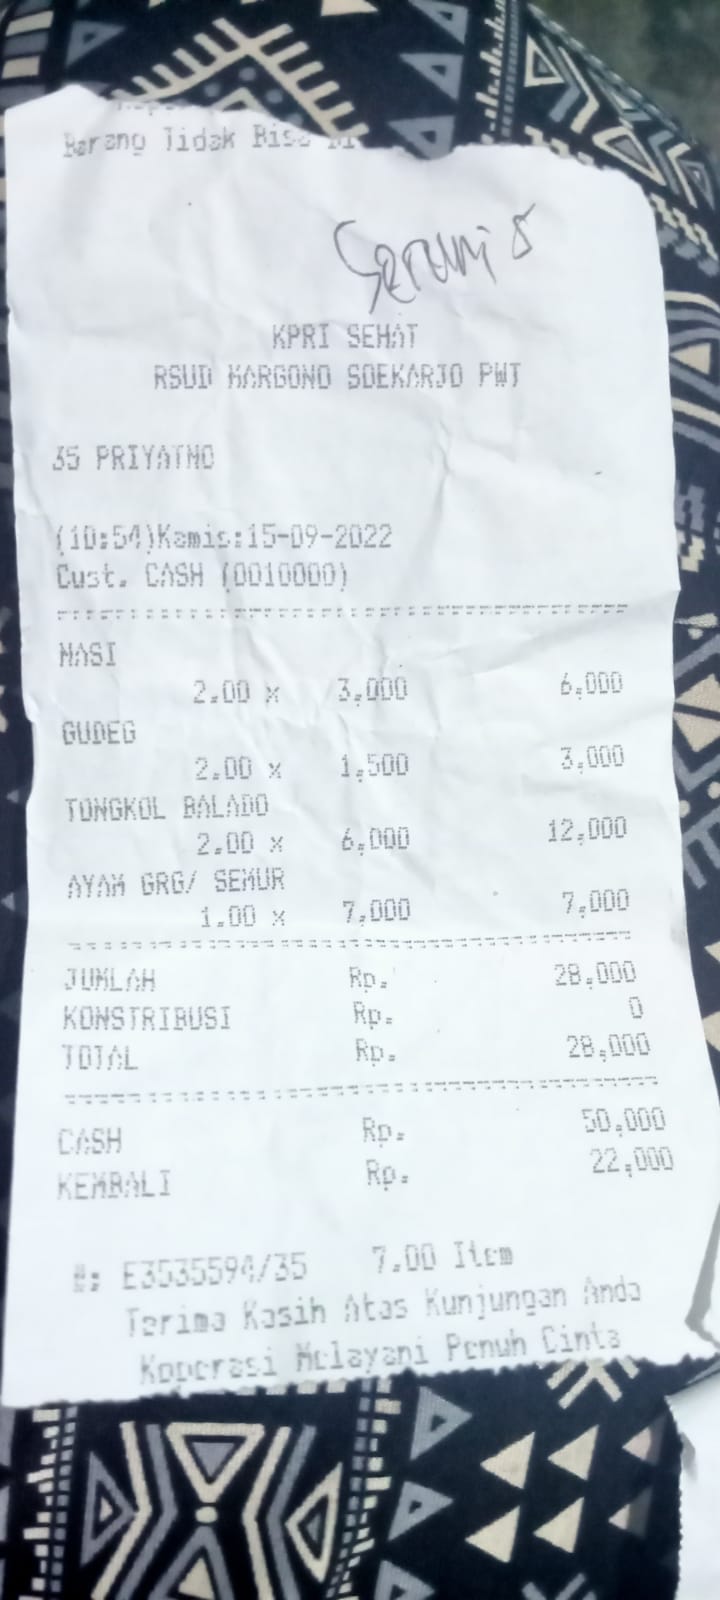 Barang Tidak Bisa
Serayu 5
KPRI SEHAT
RSUD MARGONO SOEKARJO PWT
35 PRIYATNO
(10:54)Kamis:15-09-2022
Cust. CASH (0010000)
NASI
2.00 x 3,000 6,000
GUDEG
2.00 x 1,500 3,000
TONGKOL BALADO
2.00 x 6,000 12,000
AYAM GRG/ SEMUR
1.00 x 7,000 7,000
JUMLAH Rp. 28,000
KONSTRIBUSI Rp. 0
TOTAL Rp. 28,000
CASH Rp. 50,000
KEMBALI Rp. 22,000
#: E3535594/35 7.00 Item
Terima Kasih Atas Kunjungan Anda
Koperasi Melayani Penuh Cinta